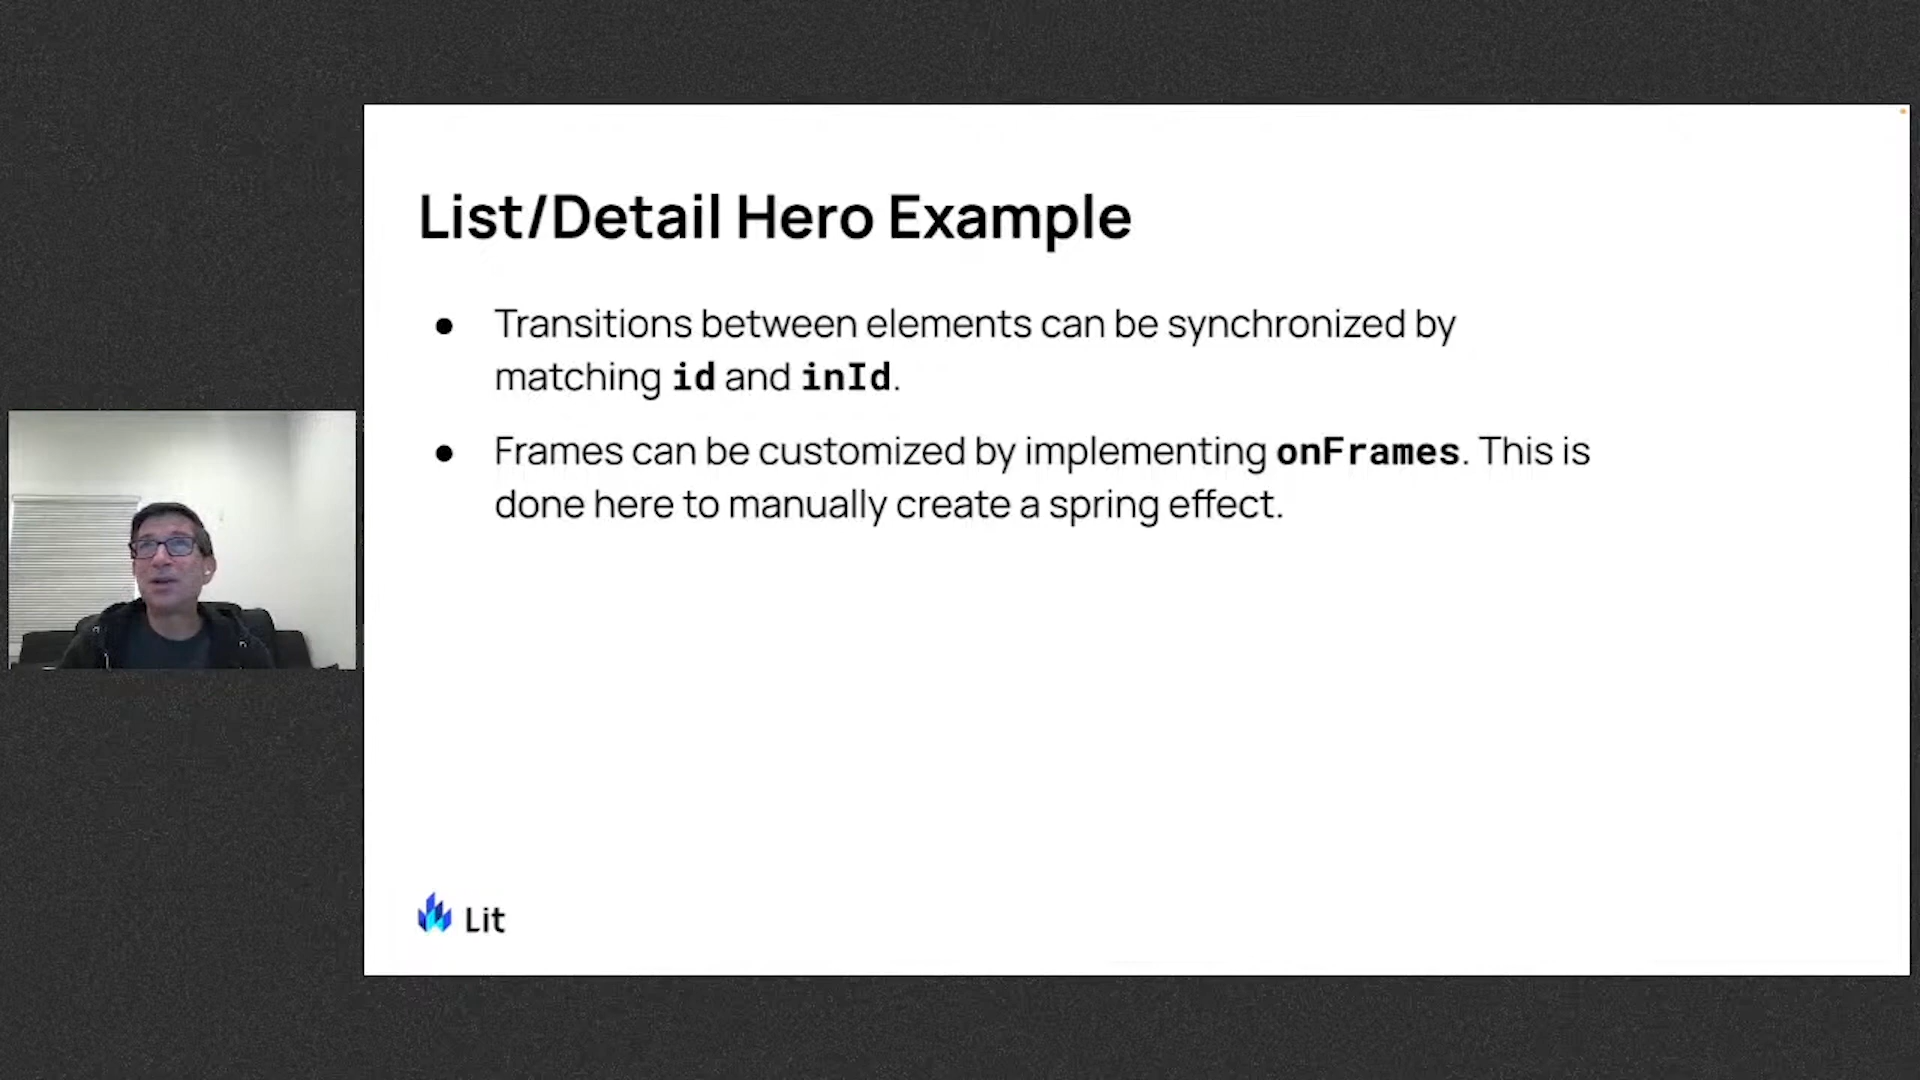 List/Detail Hero Example
● Transitions between elements can be synchronized by
matching id and inId.
● Frames can be customized by implementing onFrames. This is
done here to manually create a spring effect.
Lit